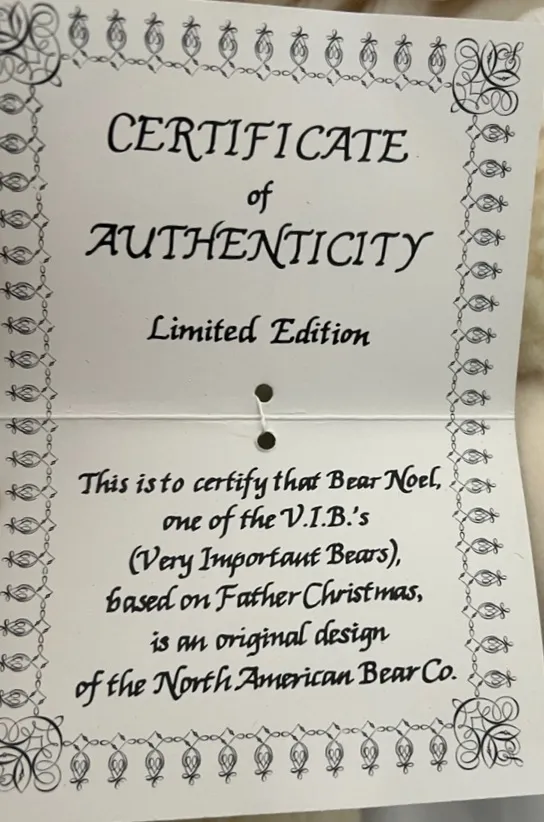 CERTIFICATE
of
AUTHENTICITY
Limited Edition
This is to certify that Bear Noel,
one of the V.I.B.'s
(Very Important Bears),
based on Father Christmas,
is an original design
of the North American Bear Co.